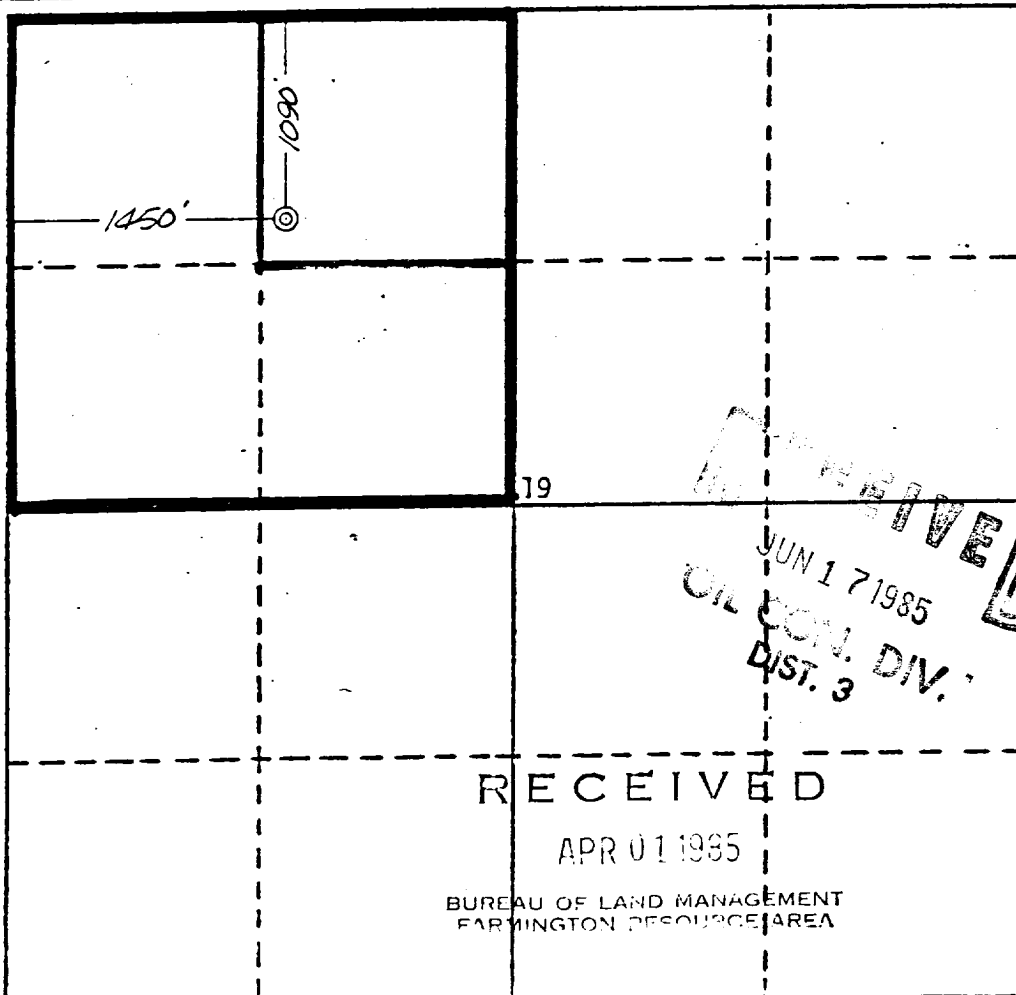 1090'
1450'
19
JUN 17 1985
OIL CON. DIV.
DIST. 3
RECEIVED
APR 01 1985
BUREAU OF LAND MANAGEMENT
FARMINGTON RESOURCE AREA